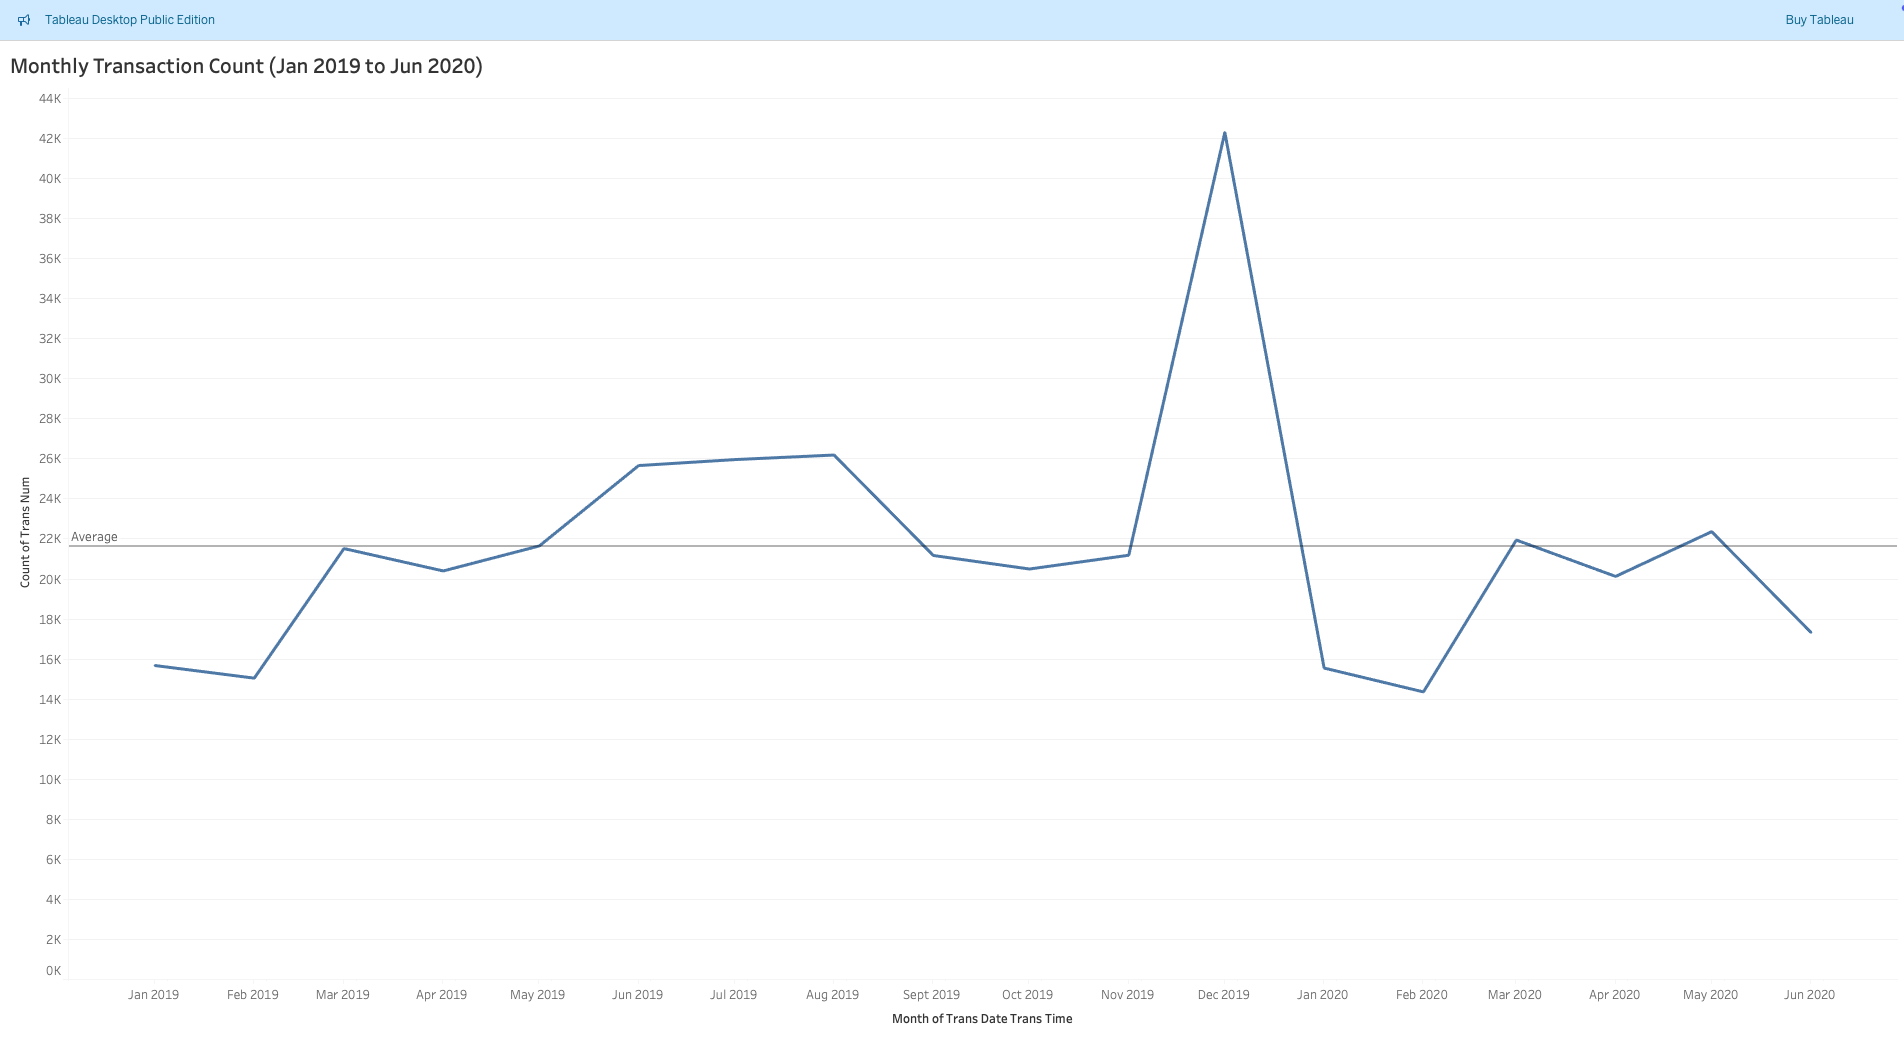 Tableau Desktop Public Edition
Buy Tableau
Monthly Transaction Count (Jan 2019 to Jun 2020)
44K
42K
40K
38K
36K
34K
32K
30K
28K
26K
24K
22K
20K
18K
16K
14K
12K
10K
8K
6K
4K
2K
0K
Count of Trans Num
Average
Jan 2019 Feb 2019 Mar 2019 Apr 2019 May 2019 Jun 2019 Jul 2019 Aug 2019 Sept 2019 Oct 2019 Nov 2019 Dec 2019 Jan 2020 Feb 2020 Mar 2020 Apr 2020 May 2020 Jun 2020
Month of Trans Date Trans Time